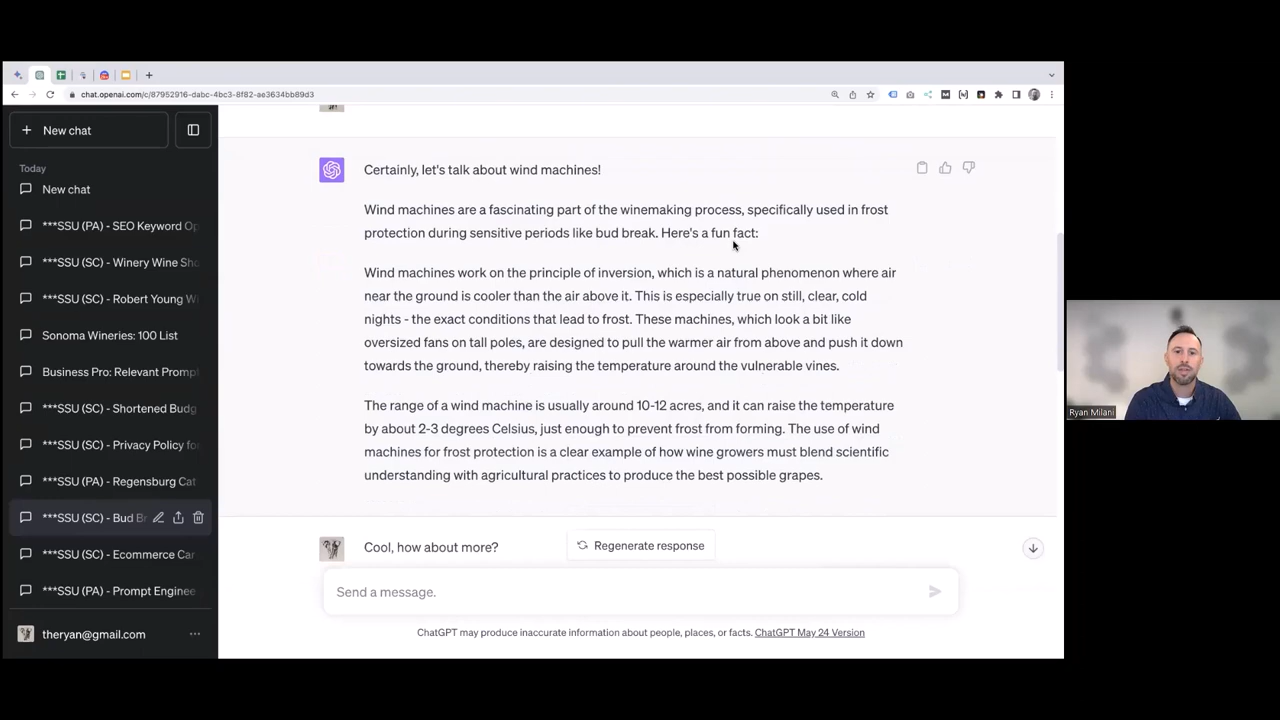 chat.openai.com/c/87952916-dabc-4bc3-8f82-ae3634bb89d3
New chat
Today
New chat
***SSU (PA) - SEO Keyword Op
***SSU (SC) - Winery Wine Sho
***SSU (SC) - Robert Young Wi
Sonoma Wineries: 100 List
Business Pro: Relevant Prompt
***SSU (SC) - Shortened Budg
***SSU (SC) - Privacy Policy fo
***SSU (PA) - Regensburg Cat
***SSU (SC) - Bud Br
***SSU (SC) - Ecommerce Car
***SSU (PA) - Prompt Enginee
theryan@gmail.com
Certainly, let's talk about wind machines!
Wind machines are a fascinating part of the winemaking process, specifically used in frost
protection during sensitive periods like bud break. Here's a fun fact:
Wind machines work on the principle of inversion, which is a natural phenomenon where air
near the ground is cooler than the air above it. This is especially true on still, clear, cold
nights - the exact conditions that lead to frost. These machines, which look a bit like
oversized fans on tall poles, are designed to pull the warmer air from above and push it down
towards the ground, thereby raising the temperature around the vulnerable vines.
The range of a wind machine is usually around 10-12 acres, and it can raise the temperature
by about 2-3 degrees Celsius, just enough to prevent frost from forming. The use of wind
machines for frost protection is a clear example of how wine growers must blend scientific
understanding with agricultural practices to produce the best possible grapes.
Cool, how about more?
Regenerate response
Send a message.
ChatGPT may produce inaccurate information about people, places, or facts. ChatGPT May 24 Version
Ryan Milani